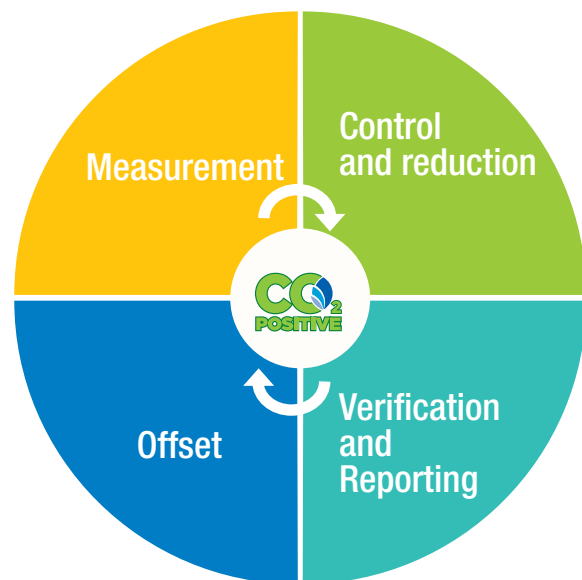 Measurement
Control
and reduction
CO2
POSITIVE
Offset
Verification
and
Reporting